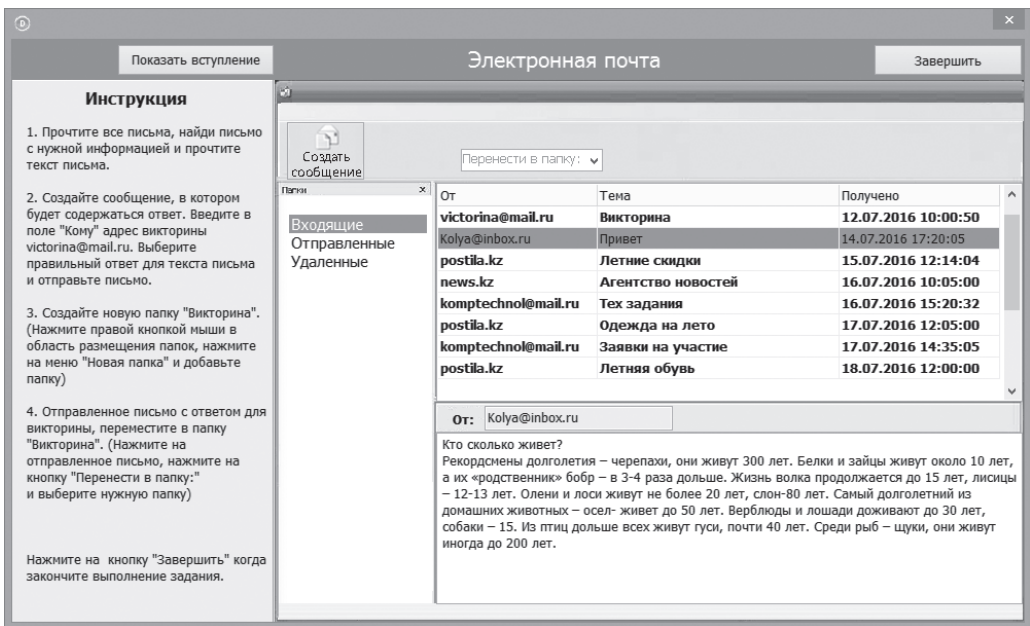 Показать вступление
Электронная почта
Завершить
Инструкция
1. Прочтите все письма, найди письмо
с нужной информацией и прочтите
текст письма.
2. Создайте сообщение, в котором
будет содержаться ответ. Введите в
поле "Кому" адрес викторины
victorina@mail.ru. Выберите
правильный ответ для текста письма
и отправьте письмо.
3. Создайте новую папку "Викторина".
(Нажмите правой кнопкой мыши в
область размещения папок, нажмите
на меню "Новая папка" и добавьте
папку)
4. Отправленное письмо с ответом для
викторины, переместите в папку
"Викторина". (Нажмите на
отправленное письмо, нажмите на
кнопку "Перенести в папку:"
и выберите нужную папку)
Нажмите на кнопку "Завершить" когда
закончите выполнение задания.
Создать
сообщение
Перенести в папку:
Папки x
Входящие
Отправленные
Удаленные
От Тема Получено
victorina@mail.ru Викторина 12.07.2016 10:00:50
Kolya@inbox.ru Привет 14.07.2016 17:20:05
postila.kz Летние скидки 15.07.2016 12:14:04
news.kz Агентство новостей 16.07.2016 10:05:00
komptechnol@mail.ru Тех задания 16.07.2016 15:20:32
postila.kz Одежда на лето 17.07.2016 12:05:00
komptechnol@mail.ru Заявки на участие 17.07.2016 14:35:05
postila.kz Летняя обувь 18.07.2016 12:00:00
От: Kolya@inbox.ru
Кто сколько живет?
Рекордсмены долголетия – черепахи, они живут 300 лет. Белки и зайцы живут около 10 лет,
а их «родственник» бобр – в 3-4 раза дольше. Жизнь волка продолжается до 15 лет, лисицы
– 12-13 лет. Олени и лоси живут не более 20 лет, слон-80 лет. Самый долголетний из
домашних животных – осел- живет до 50 лет. Верблюды и лошади доживают до 30 лет,
собаки – 15. Из птиц дольше всех живут гуси, почти 40 лет. Среди рыб – щуки, они живут
иногда до 200 лет.